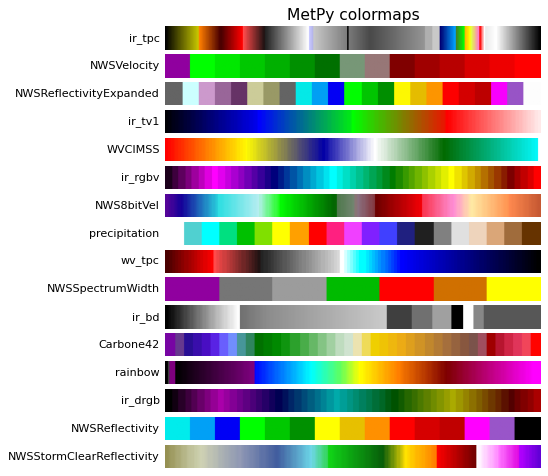 MetPy colormaps
ir_tpc
NWSVelocity
NWSReflectivityExpanded
ir_tv1
WVCIMSS
ir_rgbv
NWS8bitVel
precipitation
wv_tpc
NWSSpectrumWidth
ir_bd
Carbone42
rainbow
ir_drgb
NWSReflectivity
NWSStormClearReflectivity